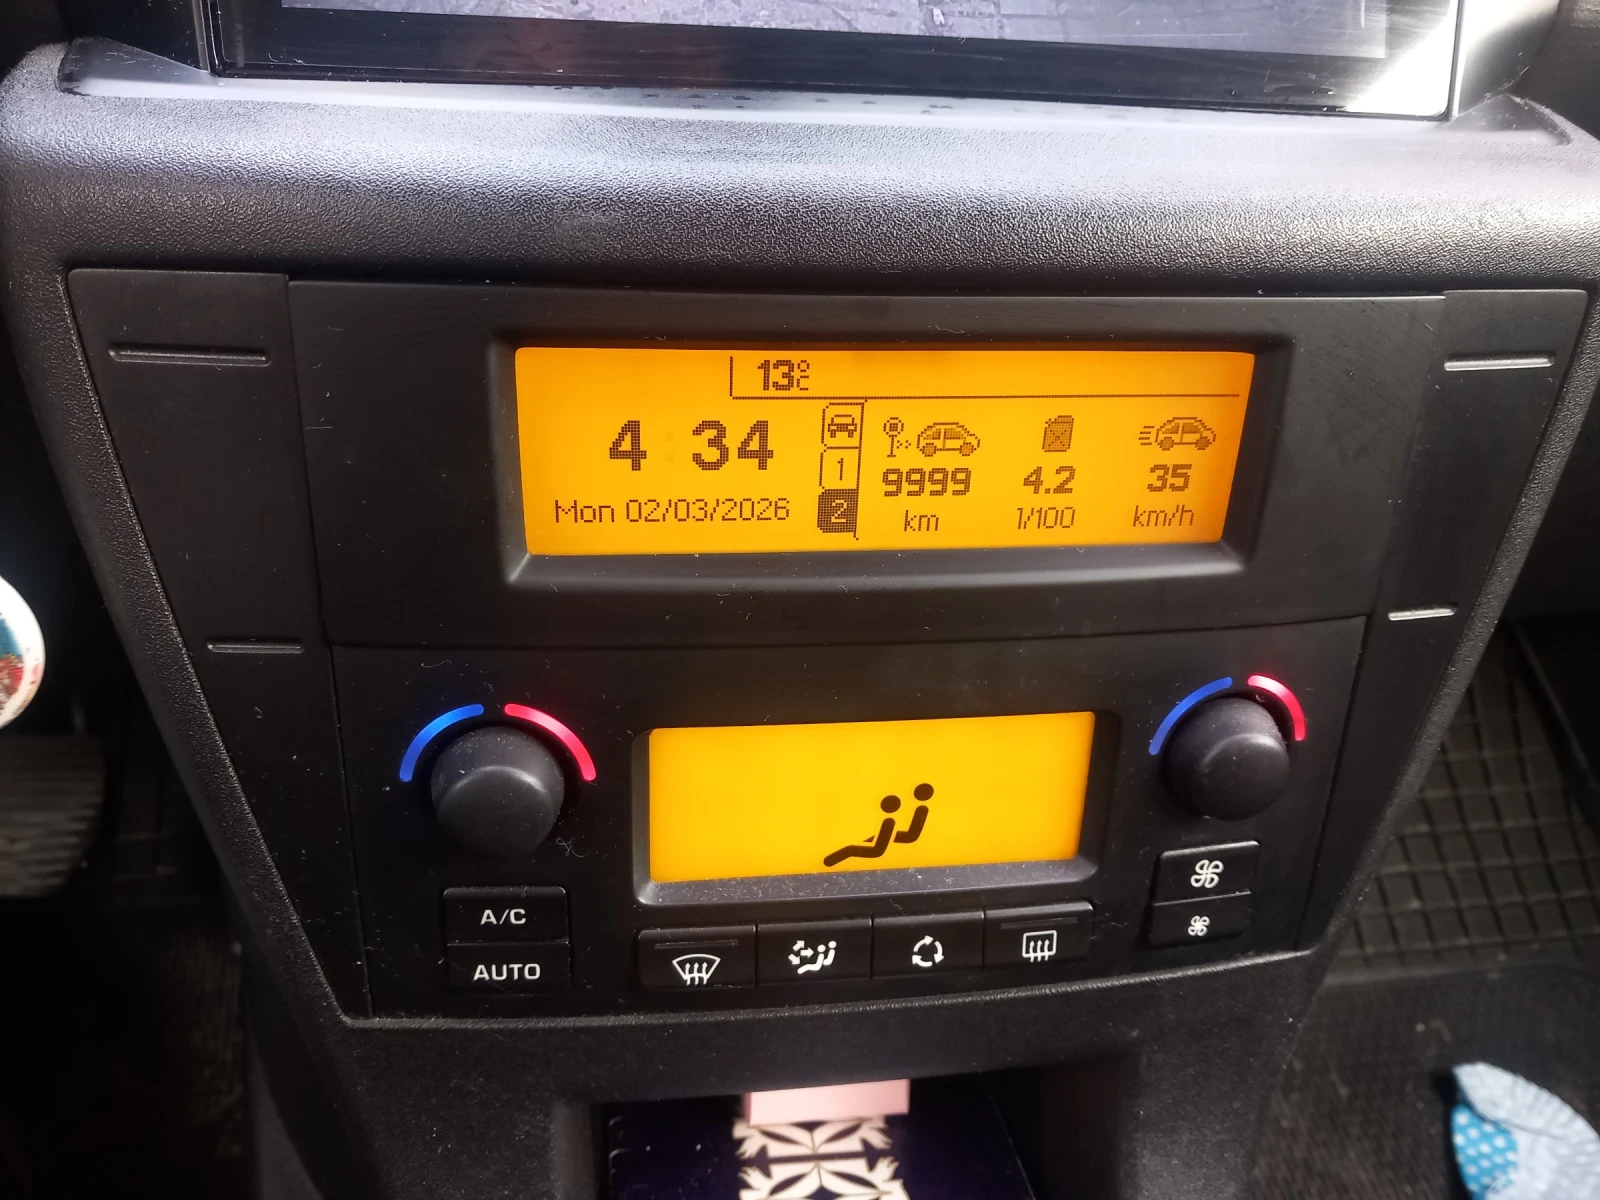 13°C
4:34
Mon 02/03/2026
1
2
9999
km
4.2
l/100
35
km/h
A/C
AUTO